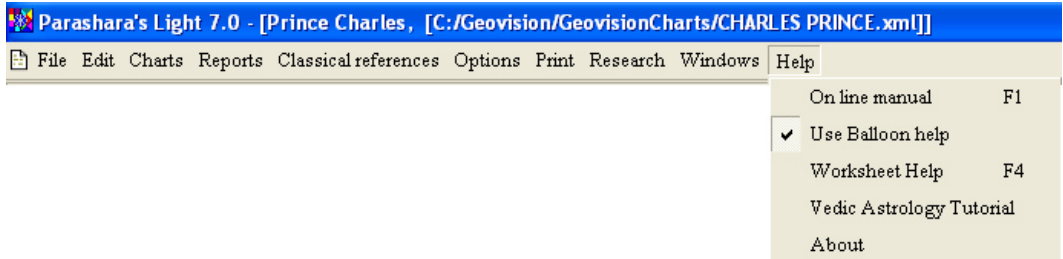 Parashara's Light 7.0 - [Prince Charles, [C:/Geovision/GeovisionCharts/CHARLES PRINCE.xml]]
File Edit Charts Reports Classical references Options Print Research Windows Help
On line manual F1
Use Balloon help
Worksheet Help F4
Vedic Astrology Tutorial
About